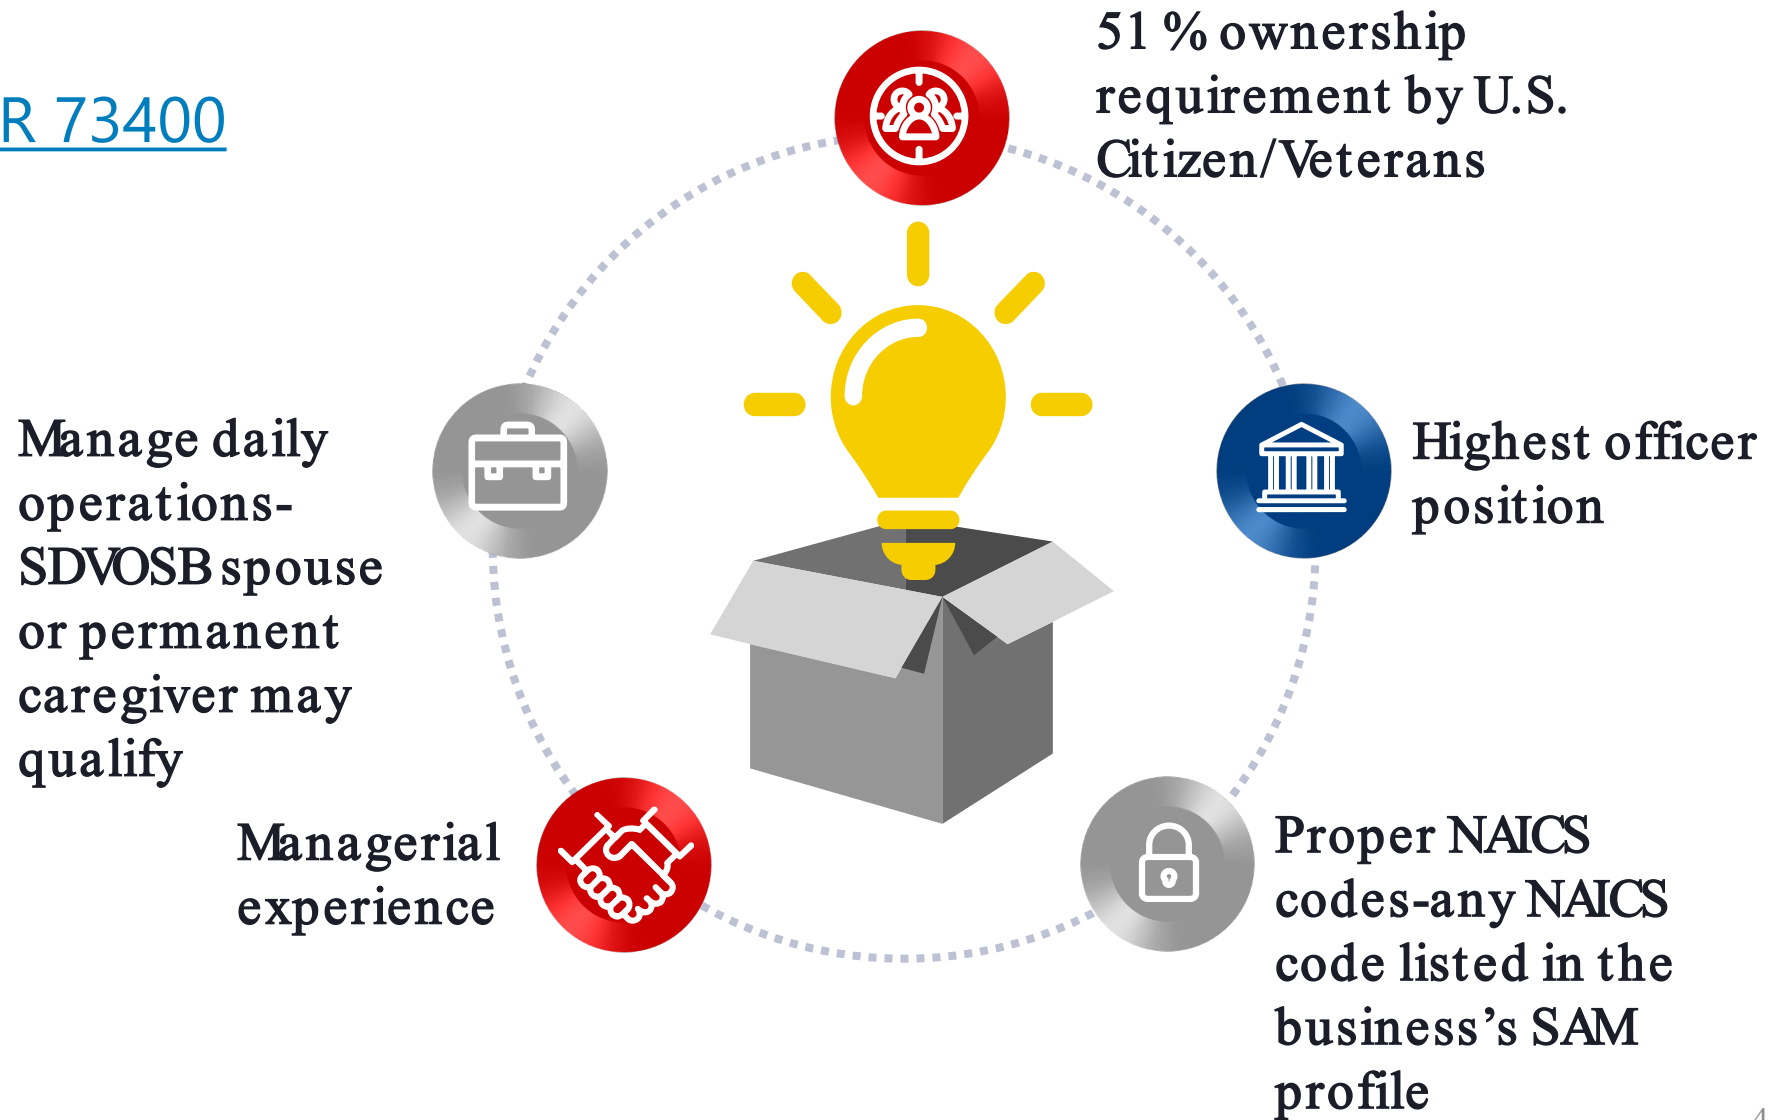 R 73400
51 % ownership
requirement by U.S.
Citizen/Veterans
Highest officer
position
Proper NAICS
codes-any NAICS
code listed in the
business’s SAM
profile
Managerial
experience
Manage daily
operations-
SDVOSB spouse
or permanent
caregiver may
qualify
4